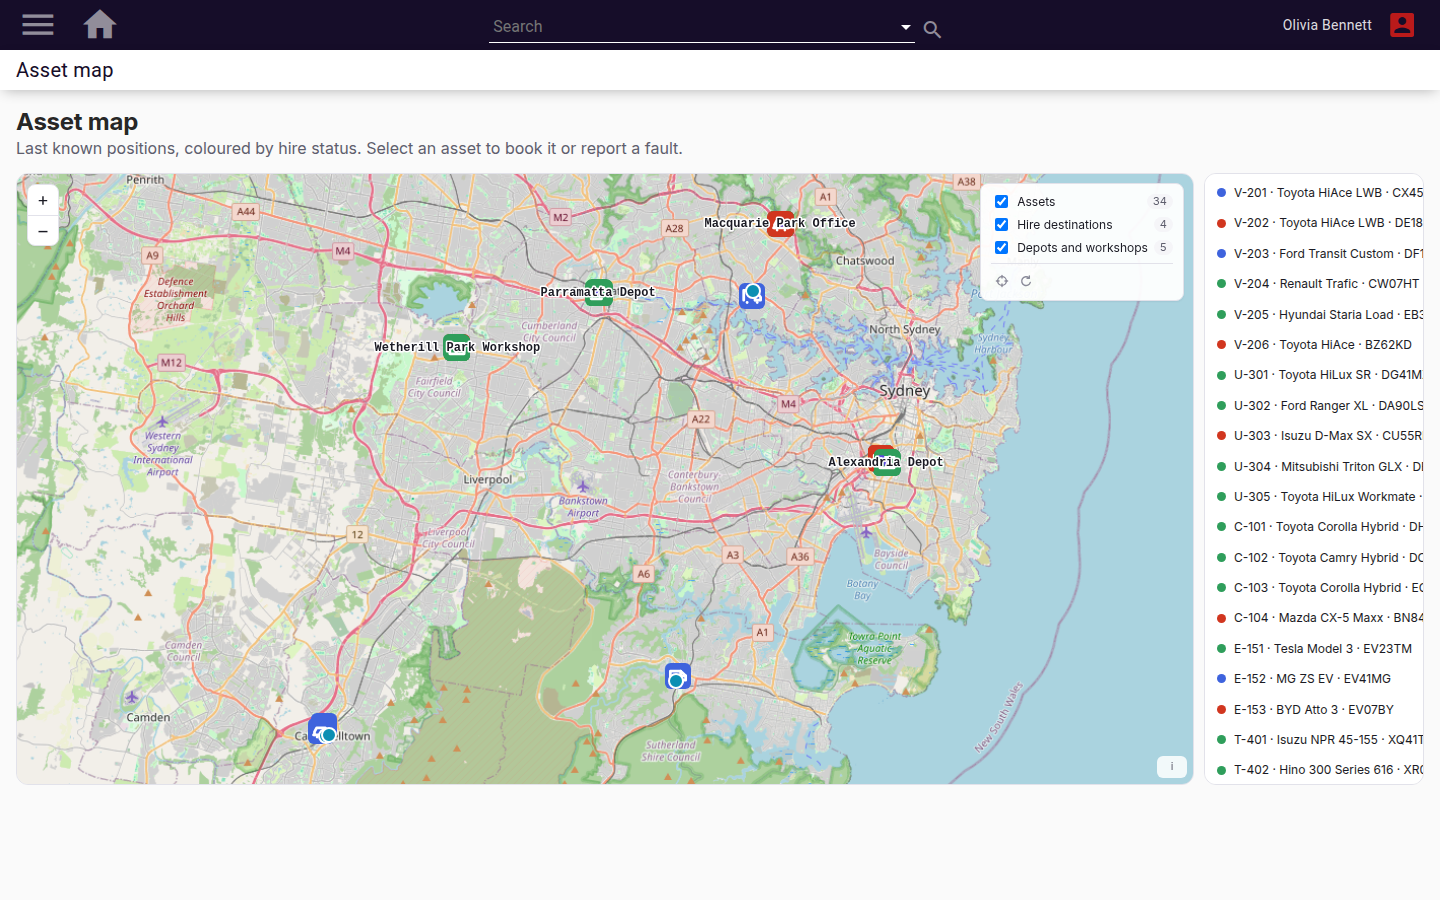 Search
Olivia Bennett
Asset map
Asset map
Last known positions, coloured by hire status. Select an asset to book it or report a fault.
+
−
Assets 34
Hire destinations 4
Depots and workshops 5
Penrith
A44
A9
M4
M2
A28
A1
A38
Macquarie Park Office
Chatswood
Defence
Establishment
Orchard
Hills
Parramatta Depot
Cumberland
City Council
North Sydney
Sydney
Harbour
Wetherill Park Workshop
M12
Fairfield
City Council
Sydney
M4
A22
Western
Sydney
International
Airport
Alexandria Depot
Liverpool
Bankstown
Airport
Canterbury-
Bankstown
Council
12
Liverpool
City Council
A3
A36
Bayside
Council
A6
Botany
Bay
A1
Towra Point
Aquatic
Reserve
Camden
Council
Camden
Sutherland
Shire Council
New South Wales
i
V-201 · Toyota HiAce LWB · CX45
V-202 · Toyota HiAce LWB · DE18
V-203 · Ford Transit Custom · DF1
V-204 · Renault Trafic · CW07HT
V-205 · Hyundai Staria Load · EB3
V-206 · Toyota HiAce · BZ62KD
U-301 · Toyota HiLux SR · DG41M
U-302 · Ford Ranger XL · DA90LS
U-303 · Isuzu D-Max SX · CU55R
U-304 · Mitsubishi Triton GLX · D
U-305 · Toyota HiLux Workmate ·
C-101 · Toyota Corolla Hybrid · DH
C-102 · Toyota Camry Hybrid · DC
C-103 · Toyota Corolla Hybrid · EC
C-104 · Mazda CX-5 Maxx · BN84
E-151 · Tesla Model 3 · EV23TM
E-152 · MG ZS EV · EV41MG
E-153 · BYD Atto 3 · EV07BY
T-401 · Isuzu NPR 45-155 · XQ41T
T-402 · Hino 300 Series 616 · XR